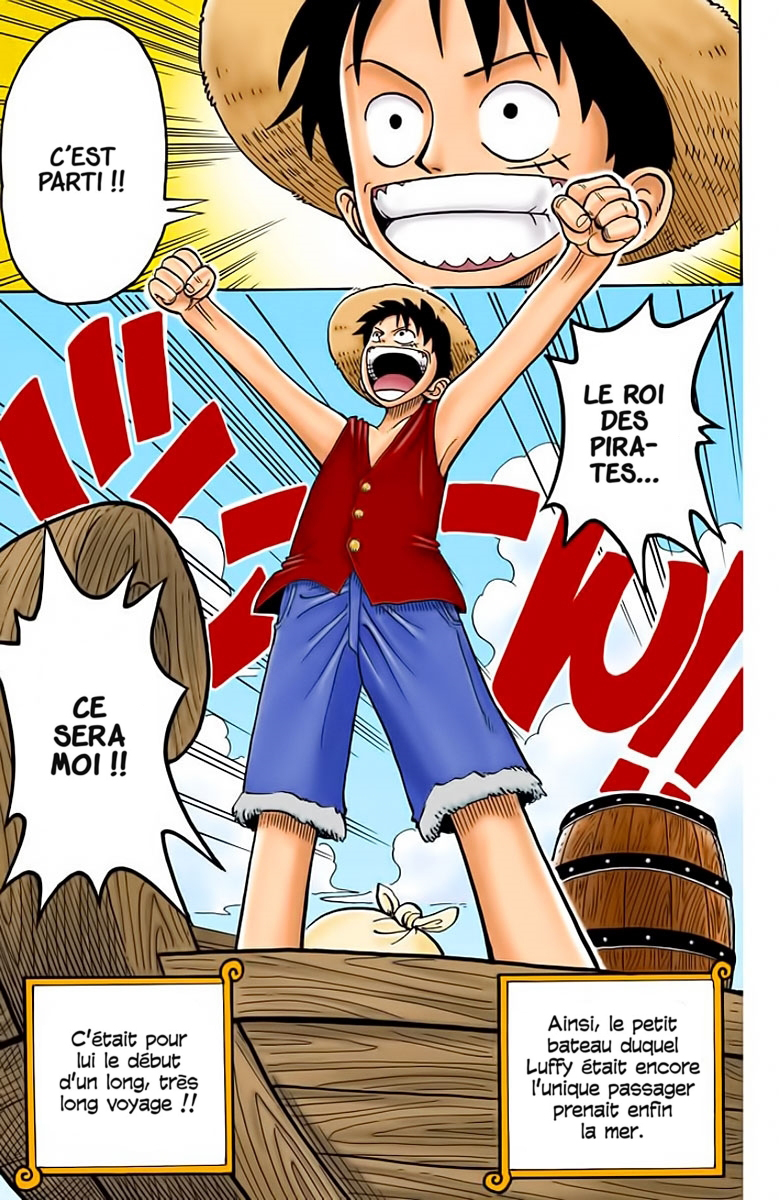 C'EST
PARTI !!
LE ROI
DES
PIRA-
TES...
CE
SERA
MOI !!
Ainsi, le petit
bateau duquel
Luffy était encore
l'unique passager
prenait enfin
la mer.
C'était pour
lui le début
d'un long, très
long voyage !!